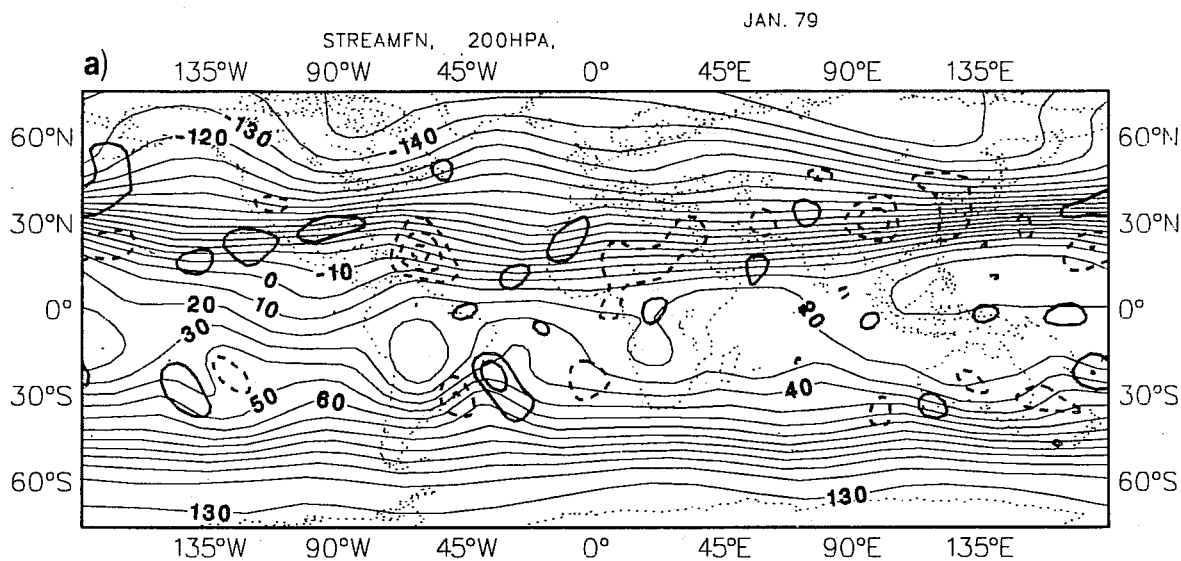 JAN. 79
STREAMFN, 200HPA,
a)
135°W 90°W 45°W 0° 45°E 90°E 135°E
60°N -120 -130 -140 60°N
30°N 30°N
0 -10
0° 20 10 20 0°
30
30°S 50 60 40 30°S
60°S 60°S
130 130
135°W 90°W 45°W 0° 45°E 90°E 135°E